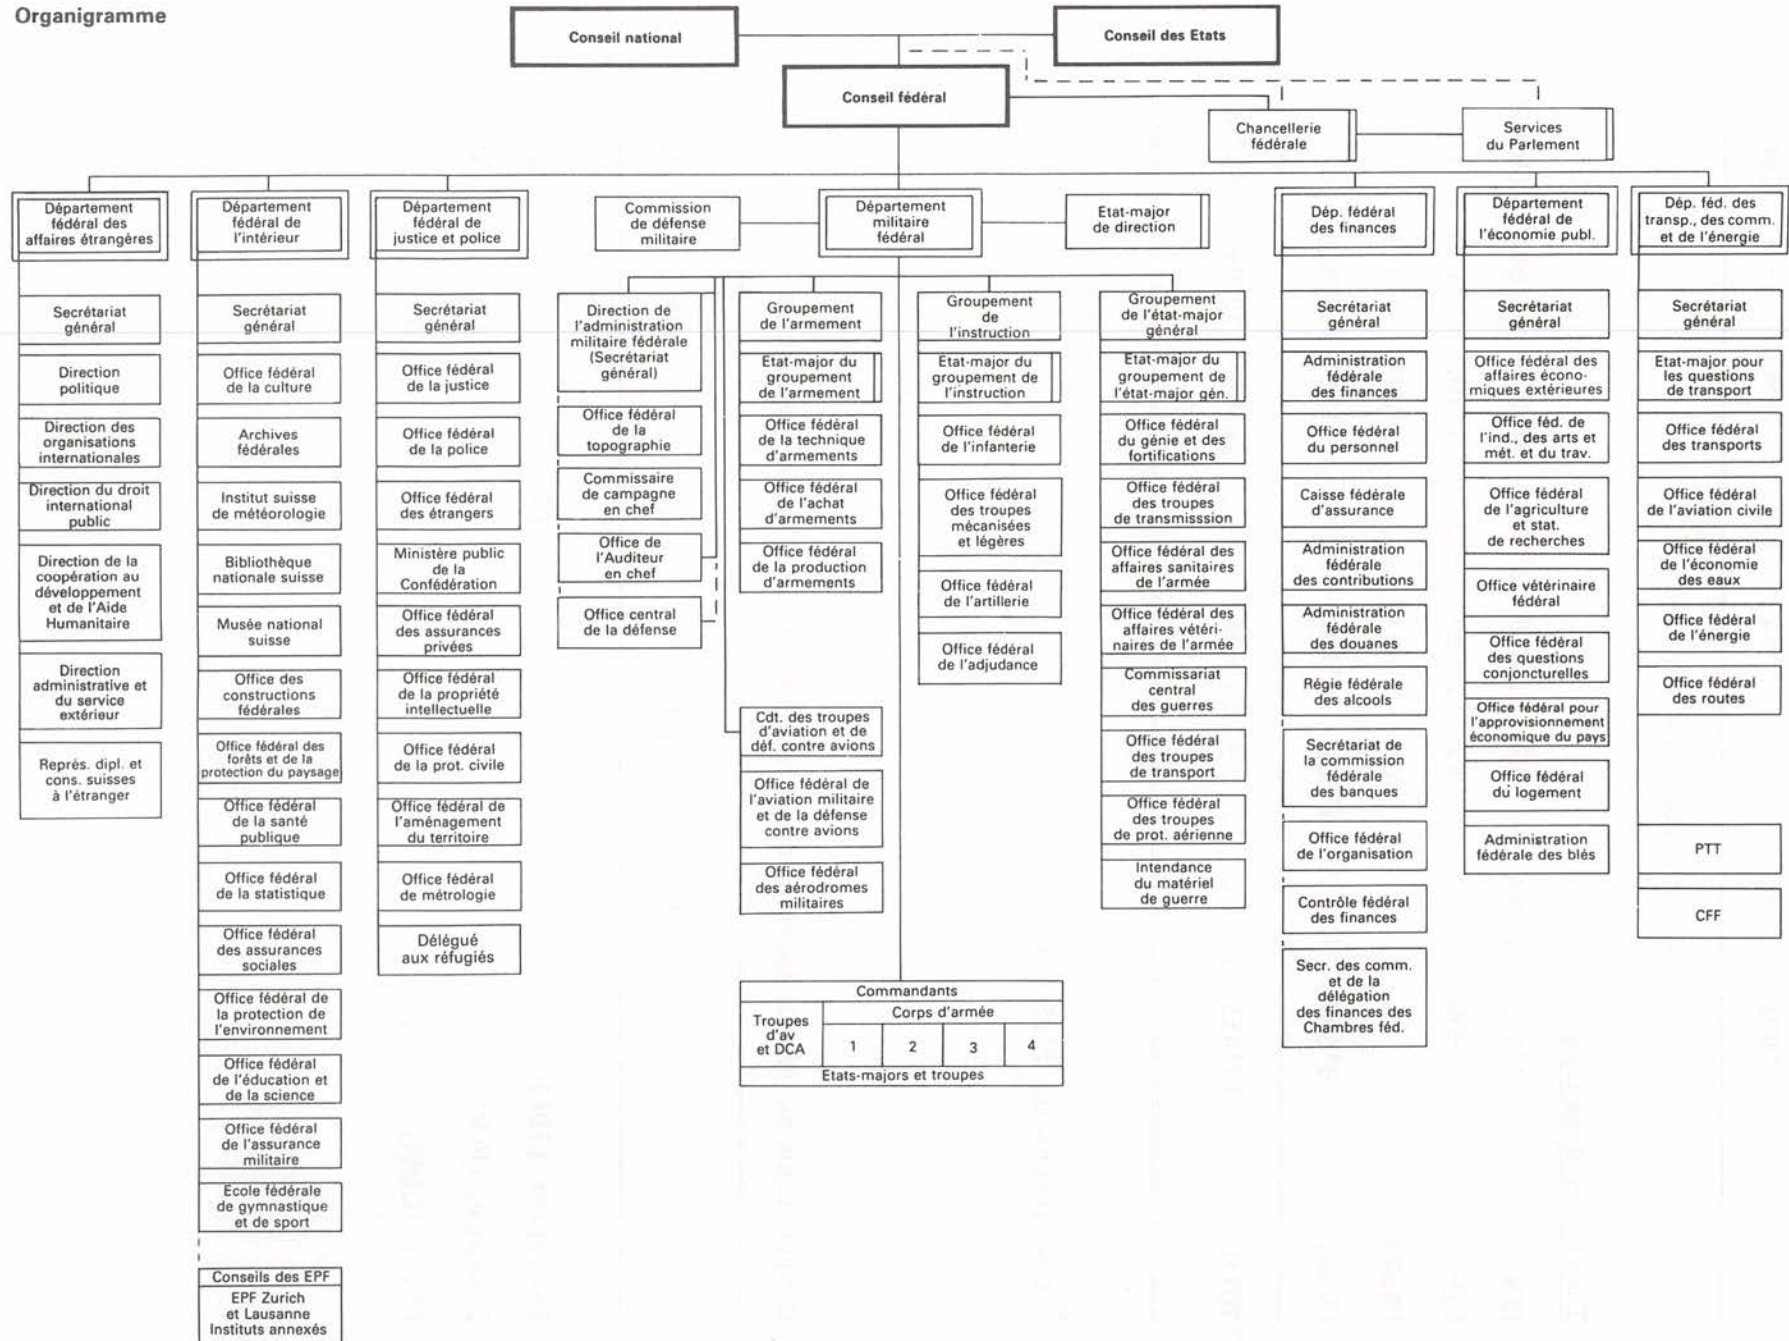 Organigramme
Conseil national
Conseil des Etats
Conseil fédéral
Chancellerie
fédérale
Services
du Parlement
Département
fédéral des
affaires étrangères
Département
fédéral de
l'intérieur
Département
fédéral de
justice et police
Commission
de défense
militaire
Département
militaire
fédéral
Etat-major
de direction
Dép. fédéral
des finances
Département
fédéral de
l'économie publ.
Dép. féd. des
transp., des comm.
et de l'énergie
Secrétariat
général
Direction
politique
Direction des
organisations
internationales
Direction du droit
international
public
Direction de la
coopération au
développement
et de l'Aide
Humanitaire
Direction
administrative et
du service
extérieur
Représ. dipl. et
cons. suisses
à l'étranger
Secrétariat
général
Office fédéral
de la culture
Archives
fédérales
Institut suisse
de météorologie
Bibliothèque
nationale suisse
Musée national
suisse
Office des
constructions
fédérales
Office fédéral des
forêts et de la
protection du paysage
Office fédéral
de la santé
publique
Office fédéral
de la statistique
Office fédéral
des assurances
sociales
Office fédéral de
la protection de
l'environnement
Office fédéral
de l'éducation et
de la science
Office fédéral
de l'assurance
militaire
Ecole fédérale
de gymnastique
et de sport
Conseils des EPF
EPF Zurich
et Lausanne
Instituts annexés
Secrétariat
général
Office fédéral
de la justice
Office fédéral
de la police
Office fédéral
des étrangers
Ministère public
de la
Confédération
Office fédéral
des assurances
privées
Office fédéral
de la propriété
intellectuelle
Office fédéral
de la prot. civile
Office fédéral de
l'aménagement
du territoire
Office fédéral
de métrologie
Délégué
aux réfugiés
Direction de
l'administration
militaire fédérale
(Secrétariat
général)
Office fédéral
de la
topographie
Commissaire
de campagne
en chef
Office de
l'Auditeur
en chef
Office central
de la défense
Groupement
de l'armement
Etat-major du
groupement
de l'armement
Office fédéral
de la technique
d'armements
Office fédéral
de l'achat
d'armements
Office fédéral
de la production
d'armements
Cdt. des troupes
d'aviation et de
déf. contre avions
Office fédéral de
l'aviation militaire
et de la défense
contre avions
Office fédéral
des aérodromes
militaires
Groupement
de
l'instruction
Etat-major du
groupement de
l'instruction
Office fédéral
de l'infanterie
Office fédéral
des troupes
mécanisées
et légères
Office fédéral
de l'artillerie
Office fédéral
de l'adjudance
Groupement
de l'état-major
général
Etat-major du
groupement de
l'état-major gén.
Office fédéral
du génie et des
fortifications
Office fédéral
des troupes
de transmisssion
Office fédéral des
affaires sanitaires
de l'armée
Office fédéral des
affaires vétéri-
naires de l'armée
Commissariat
central
des guerres
Office fédéral
des troupes
de transport
Office fédéral
des troupes
de prot. aérienne
Intendance
du matériel
de guerre
Commandants
Troupes
d'av
et DCA
Corps d'armée
1 2 3 4
Etats-majors et troupes
Secrétariat
général
Administration
fédérale
des finances
Office fédéral
du personnel
Caisse fédérale
d'assurance
Administration
fédérale
des contributions
Administration
fédérale
des douanes
Régie fédérale
des alcools
Secrétariat de
la commission
fédérale
des banques
Office fédéral
de l'organisation
Contrôle fédéral
des finances
Secr. des comm.
et de la
délégation
des finances des
Chambres féd.
Secrétariat
général
Office fédéral des
affaires écono-
miques extérieures
Office féd. de
l'ind., des arts et
mét. et du trav.
Office fédéral
de l'agriculture
et stat.
de recherches
Office vétérinaire
fédéral
Office fédéral
des questions
conjoncturelles
Office fédéral pour
l'approvisionnement
économique du pays
Office fédéral
du logement
Administration
fédérale des blés
Secrétariat
général
Etat-major pour
les questions
de transport
Office fédéral
des transports
Office fédéral
de l'aviation civile
Office fédéral
de l'économie
des eaux
Office fédéral
de l'énergie
Office fédéral
des routes
PTT
CFF